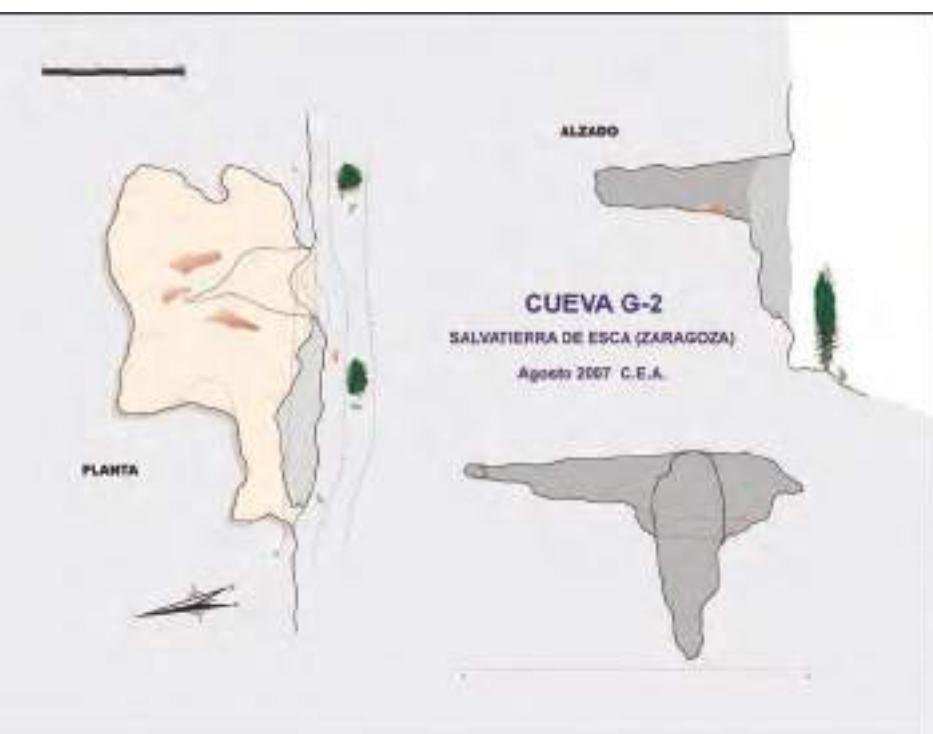 ALZADO
CUEVA G-2
SALVATIERRA DE ESCA (ZARAGOZA)
Agosto 2007 C.E.A.
PLANTA